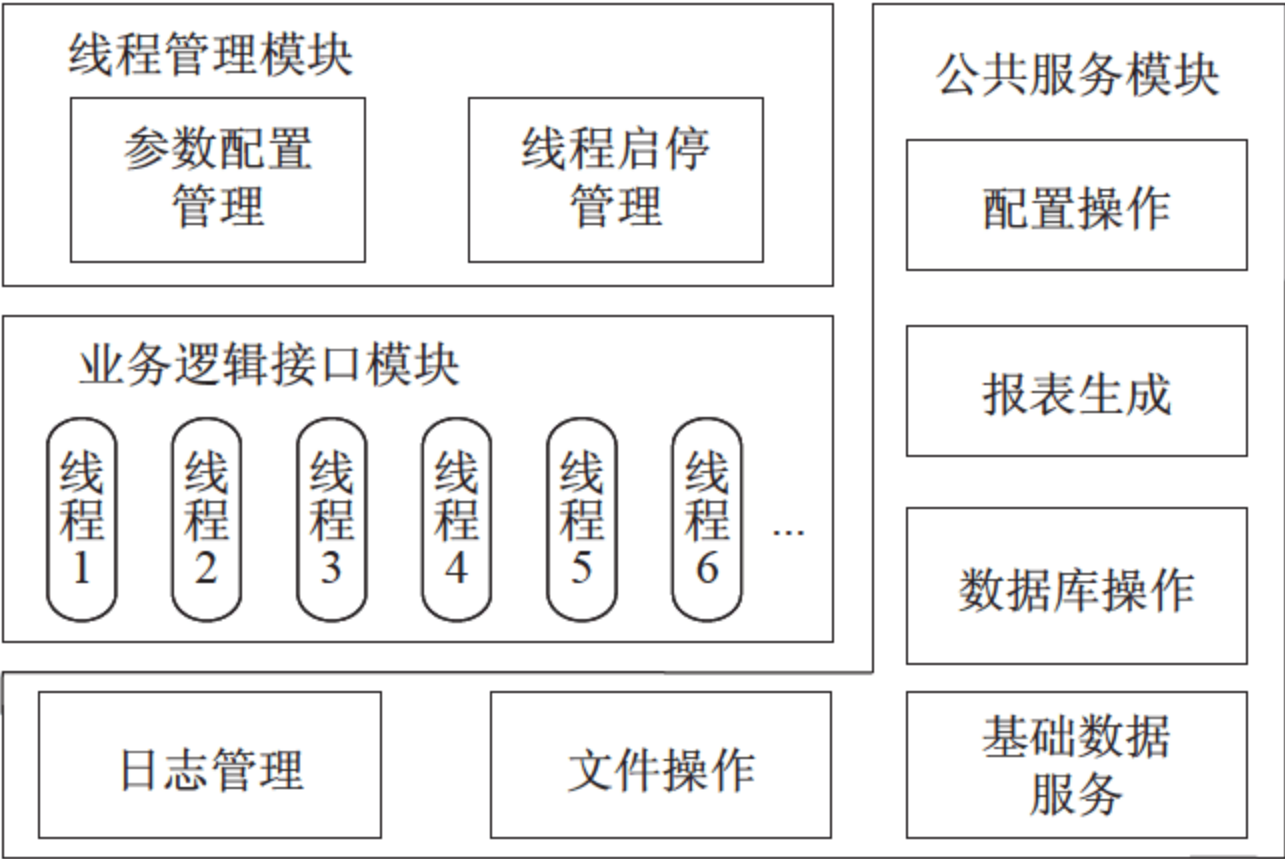 线程管理模块
参数配置
管理
线程启停
管理
业务逻辑接口模块
线
程
1
线
程
2
线
程
3
线
程
4
线
程
5
线
程
6
...
公共服务模块
配置操作
报表生成
数据库操作
基础数据
服务
日志管理
文件操作